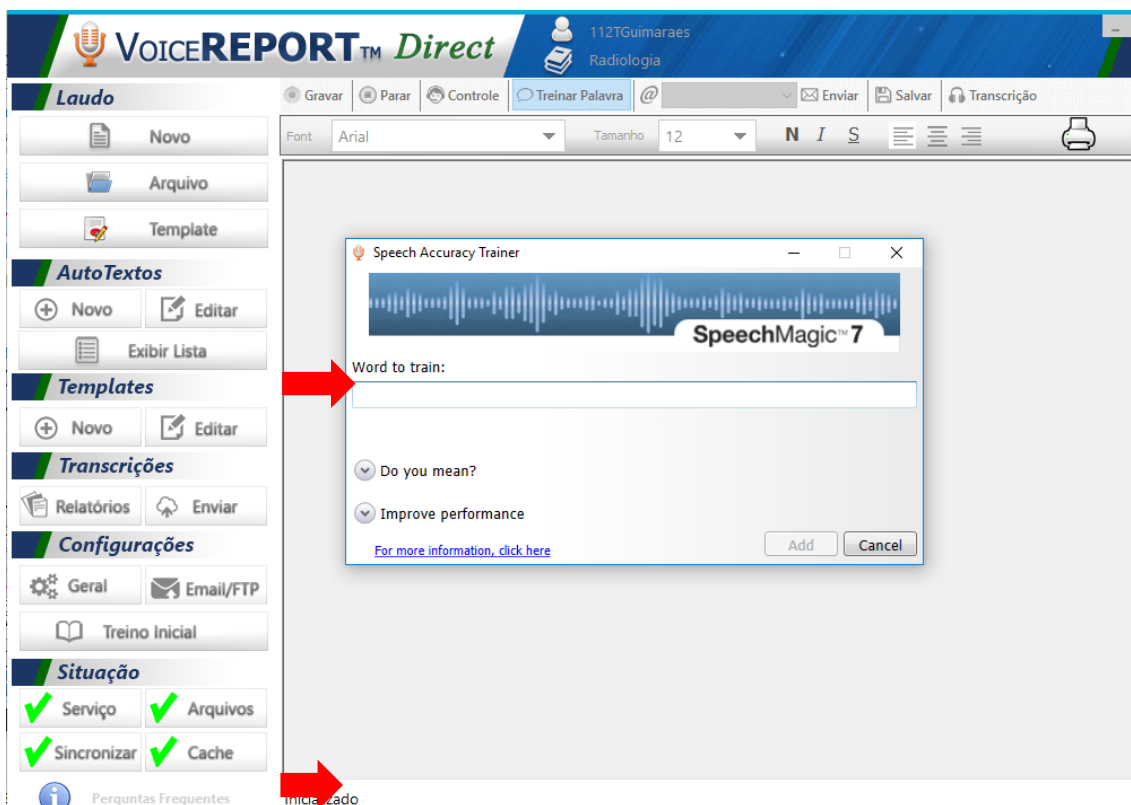 VOICEREPORT™ Direct
112TGuimaraes
Radiologia
Laudo
Gravar Parar Controle Treinar Palavra @ Enviar Salvar Transcrição
Novo
Font Arial Tamanho 12 N I S
Arquivo
Template
AutoTextos
Novo Editar
Exibir Lista
Templates
Novo Editar
Transcrições
Relatórios Enviar
Configurações
Geral Email/FTP
Treino Inicial
Situação
Serviço Arquivos
Sincronizar Cache
Perguntas Frequentes
Speech Accuracy Trainer
SpeechMagic™ 7
Word to train:
Do you mean?
Improve performance
For more information, click here
Add Cancel